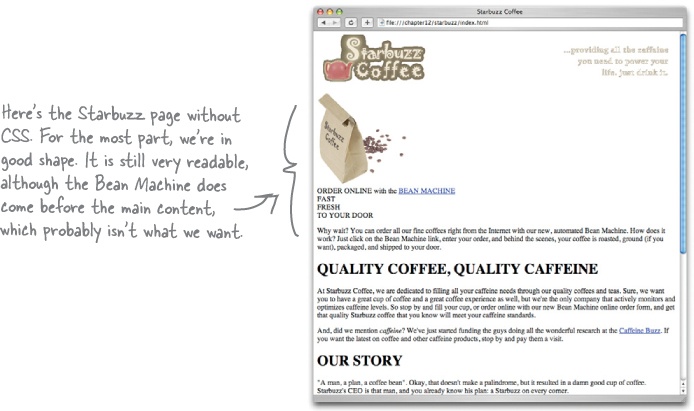 Starbuzz Coffee
file:///chapter12/starbuzz/index.html
Starbuzz
Coffee
...providing all the caffeine
you need to power your
life. just drink it.
Here's the Starbuzz page without
CSS. For the most part, we're in
good shape. It is still very readable,
although the Bean Machine does
come before the main content,
which probably isn't what we want.
Starbuzz
Coffee
ORDER ONLINE with the BEAN MACHINE
FAST
FRESH
TO YOUR DOOR
Why wait? You can order all our fine coffees right from the Internet with our new, automated Bean Machine. How does it
work? Just click on the Bean Machine link, enter your order, and behind the scenes, your coffee is roasted, ground (if you
want), packaged, and shipped to your door.
QUALITY COFFEE, QUALITY CAFFEINE
At Starbuzz Coffee, we are dedicated to filling all your caffeine needs through our quality coffees and teas. Sure, we want
you to have a great cup of coffee and a great coffee experience as well, but we're the only company that actively monitors and
optimizes caffeine levels. So stop by and fill your cup, or order online with our new Bean Machine online order form, and get
that quality Starbuzz coffee that you know will meet your caffeine standards.
And, did we mention caffeine? We've just started funding the guys doing all the wonderful research at the Caffeine Buzz. If
you want the latest on coffee and other caffeine products, stop by and pay them a visit.
OUR STORY
"A man, a plan, a coffee bean". Okay, that doesn't make a palindrome, but it resulted in a damn good cup of coffee.
Starbuzz's CEO is that man, and you already know his plan: a Starbuzz on every corner.